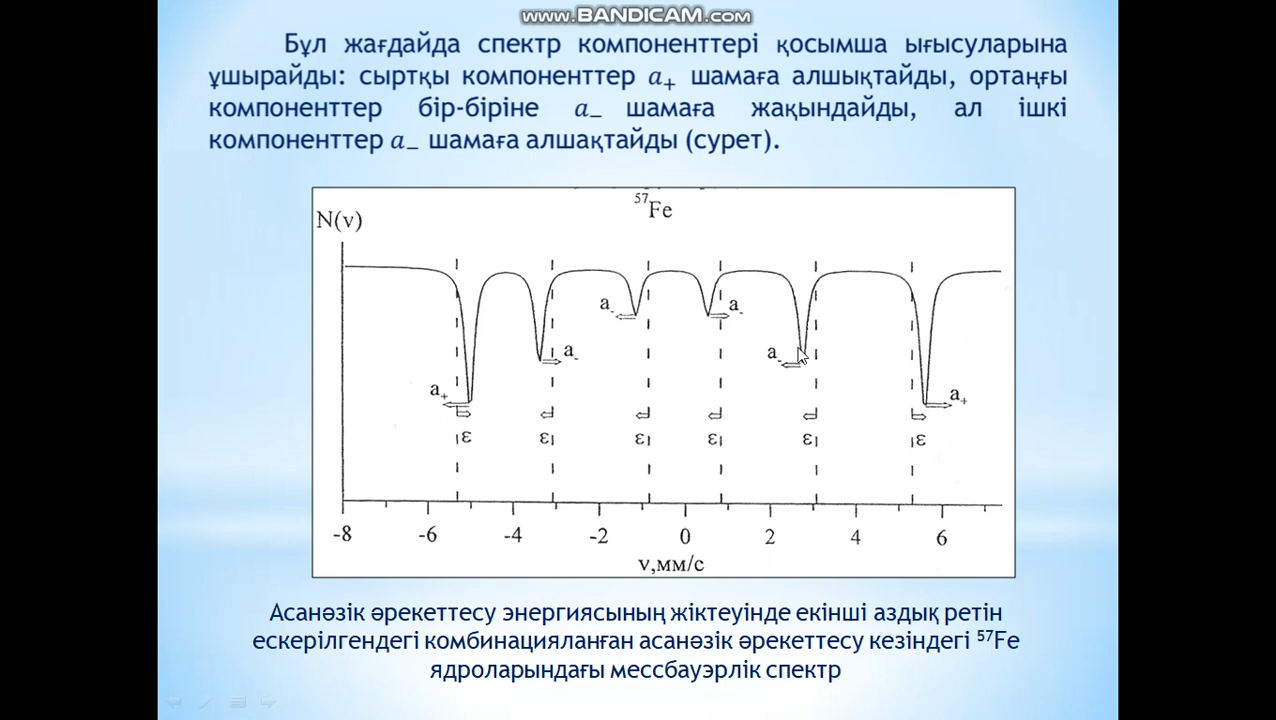 www.BANDICAM.com
Бұл жағдайда спектр компоненттері қосымша ығысуларына
ұшырайды: сыртқы компоненттер a₊ шамаға алшықтайды, ортаңғы
компоненттер бір-біріне a₋ шамаға жақындайды, ал ішкі
компоненттер a₋ шамаға алшақтайды (сурет).
⁵⁷Fe
N(v)
a₋ a₋
a₋ a₋
a₊ a₊
ε ε ε ε ε ε
-8 -6 -4 -2 0 2 4 6
v,мм/с
Асанәзік әрекеттесу энергиясының жіктеуінде екінші аздық ретін
ескерілгендегі комбинацияланған асанәзік әрекеттесу кезіндегі ⁵⁷Fe
ядроларындағы мессбауэрлік спектр